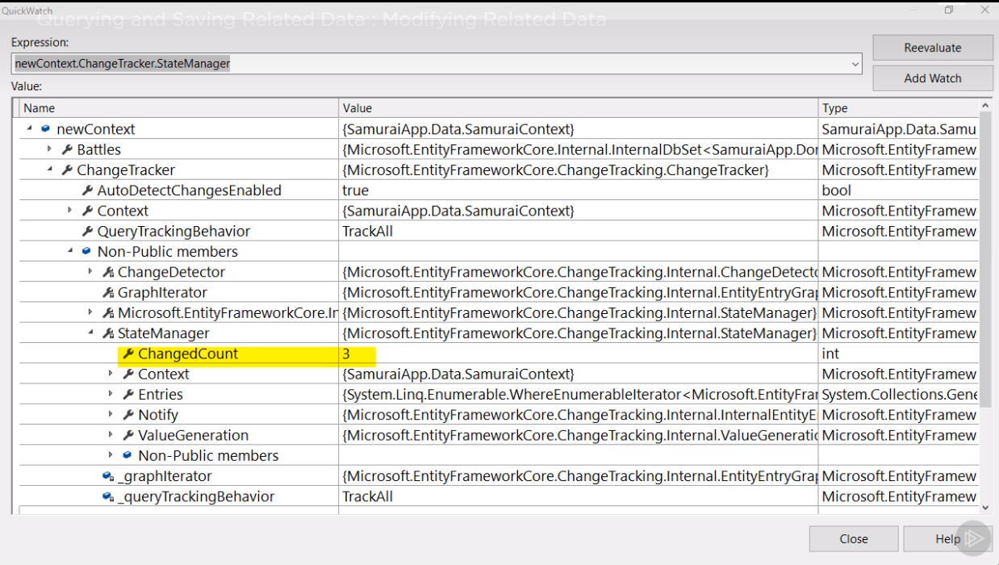 QuickWatch
Querying and Saving Related Data : Modifying Related Data
Expression:
Reevaluate
newContext.ChangeTracker.StateManager
Add Watch
Value:
Name Value Type
newContext {SamuraiApp.Data.SamuraiContext} SamuraiApp.Data.Samu
Battles {Microsoft.EntityFrameworkCore.Internal.InternalDbSet<SamuraiApp.Dor Microsoft.EntityFramew
ChangeTracker {Microsoft.EntityFrameworkCore.ChangeTracking.ChangeTracker} Microsoft.EntityFramew
AutoDetectChangesEnabled true bool
Context {SamuraiApp.Data.SamuraiContext} Microsoft.EntityFramew
QueryTrackingBehavior TrackAll Microsoft.EntityFramew
Non-Public members
ChangeDetector {Microsoft.EntityFrameworkCore.ChangeTracking.Internal.ChangeDetecto Microsoft.EntityFramew
GraphIterator {Microsoft.EntityFrameworkCore.ChangeTracking.Internal.EntityEntryGrap Microsoft.EntityFramew
Microsoft.EntityFrameworkCore.Ir {Microsoft.EntityFrameworkCore.ChangeTracking.Internal.StateManager} Microsoft.EntityFramew
StateManager {Microsoft.EntityFrameworkCore.ChangeTracking.Internal.StateManager} Microsoft.EntityFramew
ChangedCount 3 int
Context {SamuraiApp.Data.SamuraiContext} Microsoft.EntityFramew
Entries {System.Linq.Enumerable.WhereEnumerableIterator<Microsoft.EntityFrar System.Collections.Gene
Notify {Microsoft.EntityFrameworkCore.ChangeTracking.Internal.InternalEntityE Microsoft.EntityFramew
ValueGeneration {Microsoft.EntityFrameworkCore.ChangeTracking.Internal.ValueGeneratio Microsoft.EntityFramew
Non-Public members
_graphIterator {Microsoft.EntityFrameworkCore.ChangeTracking.Internal.EntityEntryGrap Microsoft.EntityFramew
_queryTrackingBehavior TrackAll Microsoft.EntityFramew
Close Help